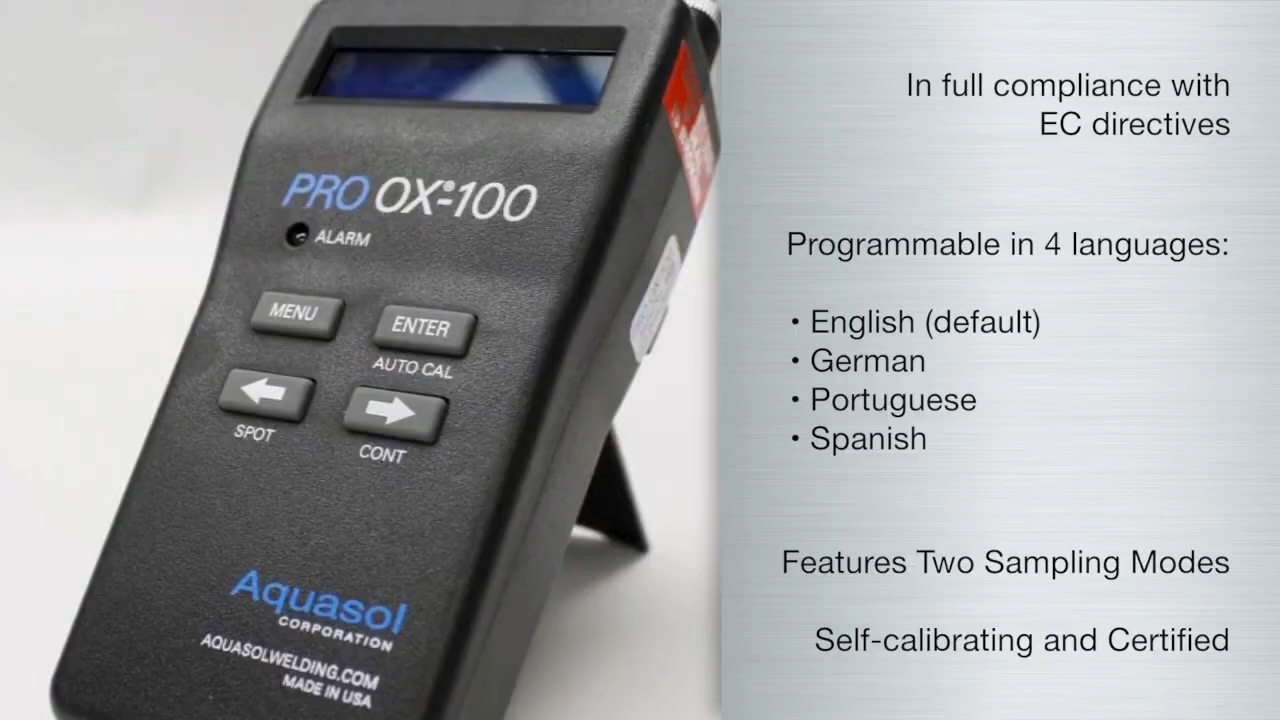 PRO OX®-100
ALARM
MENU
ENTER
AUTO CAL
SPOT
CONT
Aquasol
CORPORATION
AQUASOLWELDING.COM
MADE IN USA
In full compliance with
EC directives
Programmable in 4 languages:
• English (default)
• German
• Portuguese
• Spanish
Features Two Sampling Modes
Self-calibrating and Certified